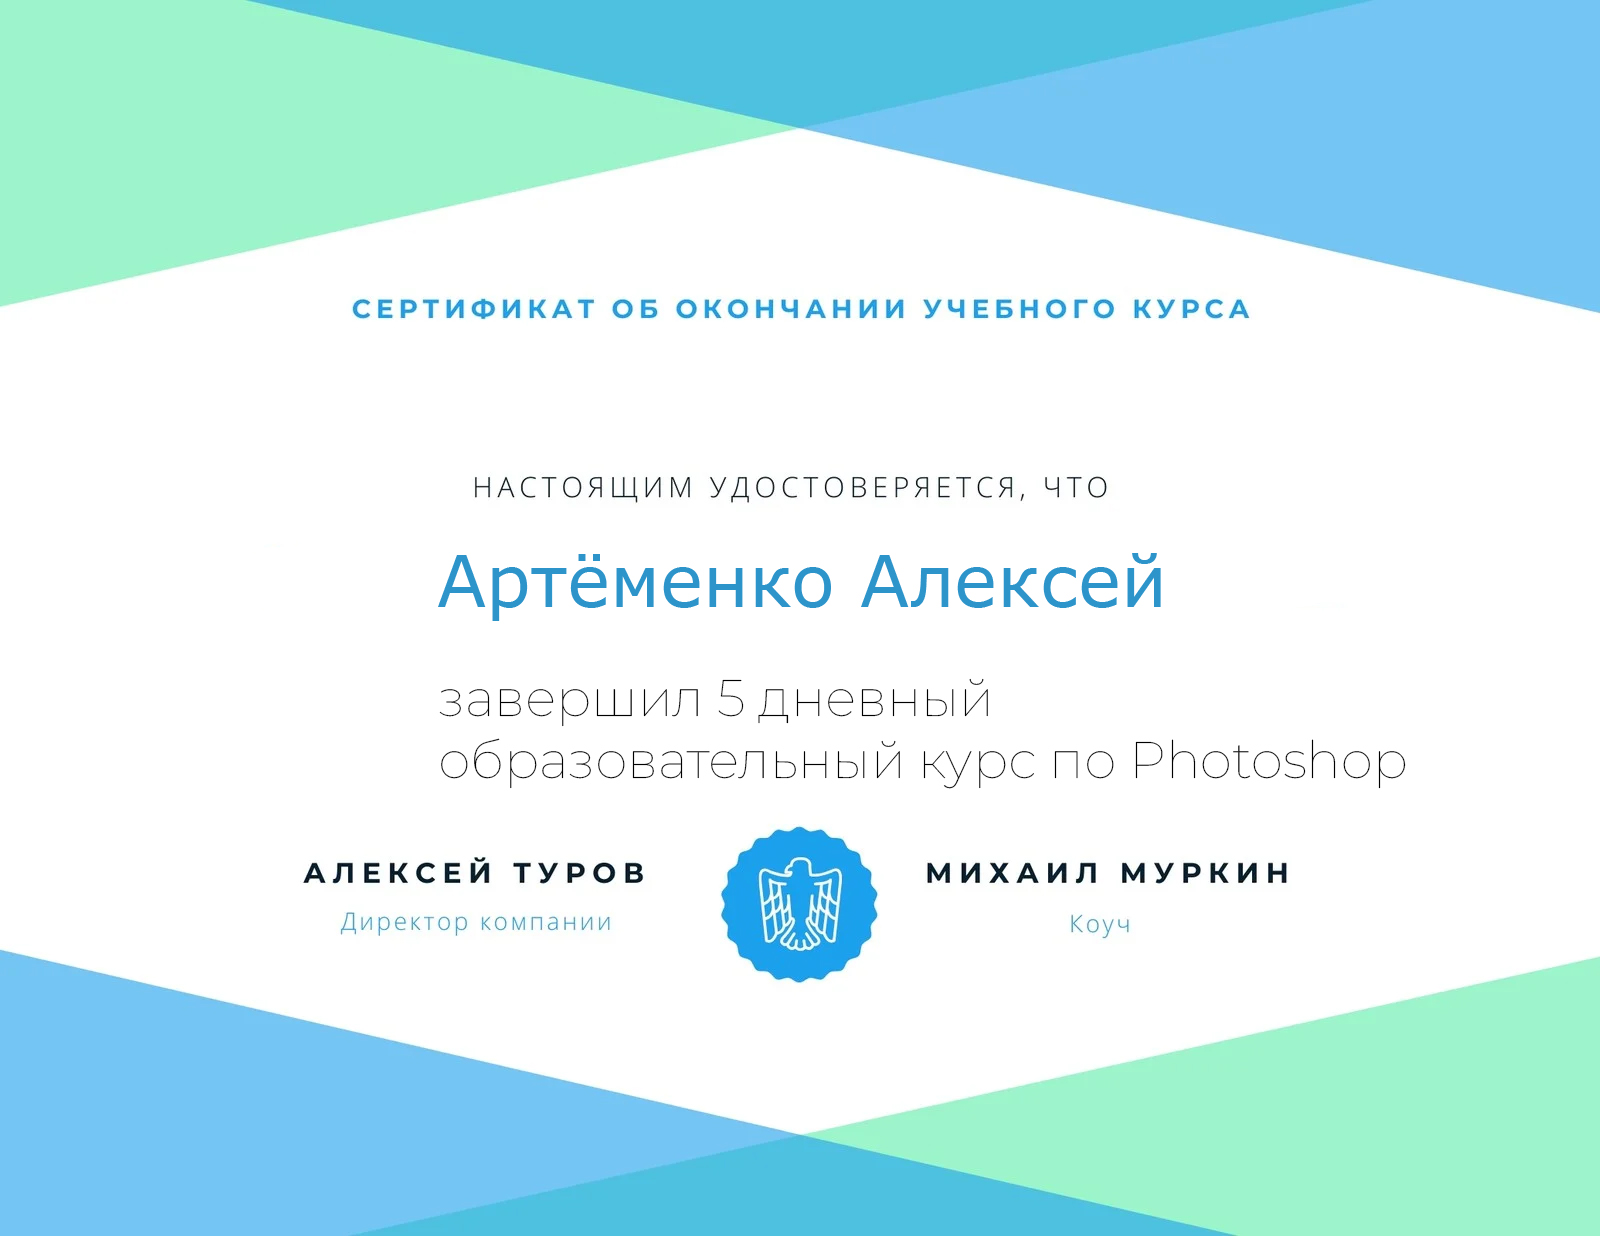 СЕРТИФИКАТ ОБ ОКОНЧАНИИ УЧЕБНОГО КУРСА
НАСТОЯЩИМ УДОСТОВЕРЯЕТСЯ, ЧТО
Артёменко Алексей
завершил 5 дневный
образовательный курс по Photoshop
АЛЕКСЕЙ ТУРОВ
Директор компании
МИХАИЛ МУРКИН
Коуч